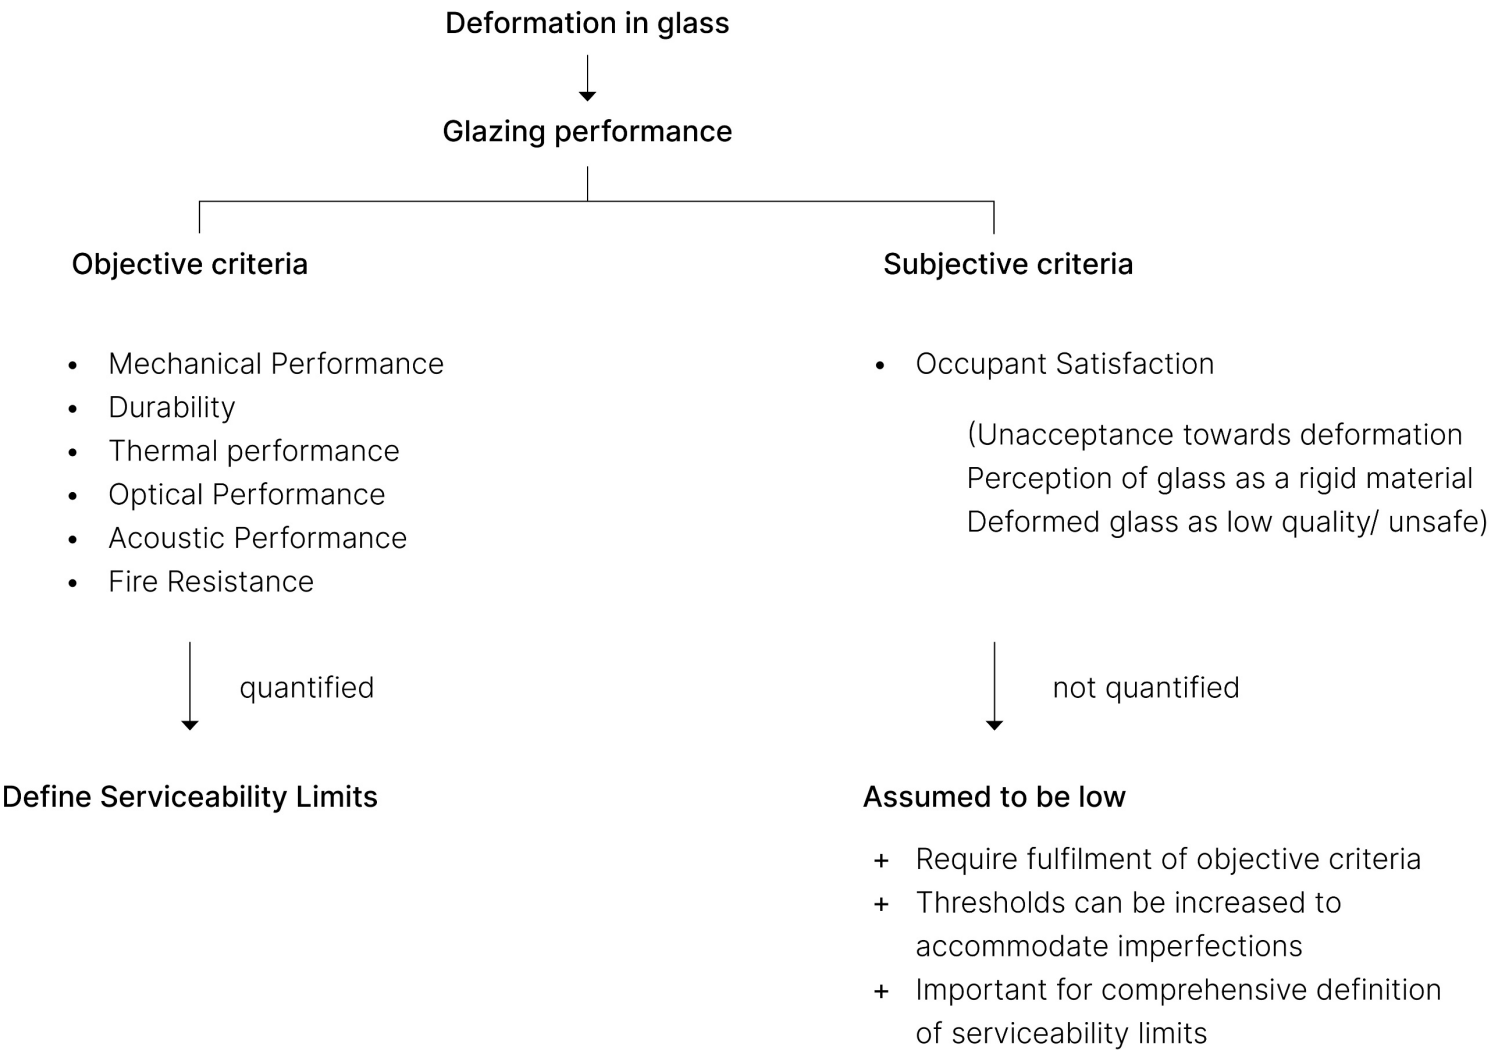 Deformation in glass
Glazing performance
Objective criteria
• Mechanical Performance
• Durability
• Thermal performance
• Optical Performance
• Acoustic Performance
• Fire Resistance
quantified
Define Serviceability Limits
Subjective criteria
• Occupant Satisfaction
(Unacceptance towards deformation
Perception of glass as a rigid material
Deformed glass as low quality/ unsafe)
not quantified
Assumed to be low
+ Require fulfilment of objective criteria
+ Thresholds can be increased to
accommodate imperfections
+ Important for comprehensive definition
of serviceability limits